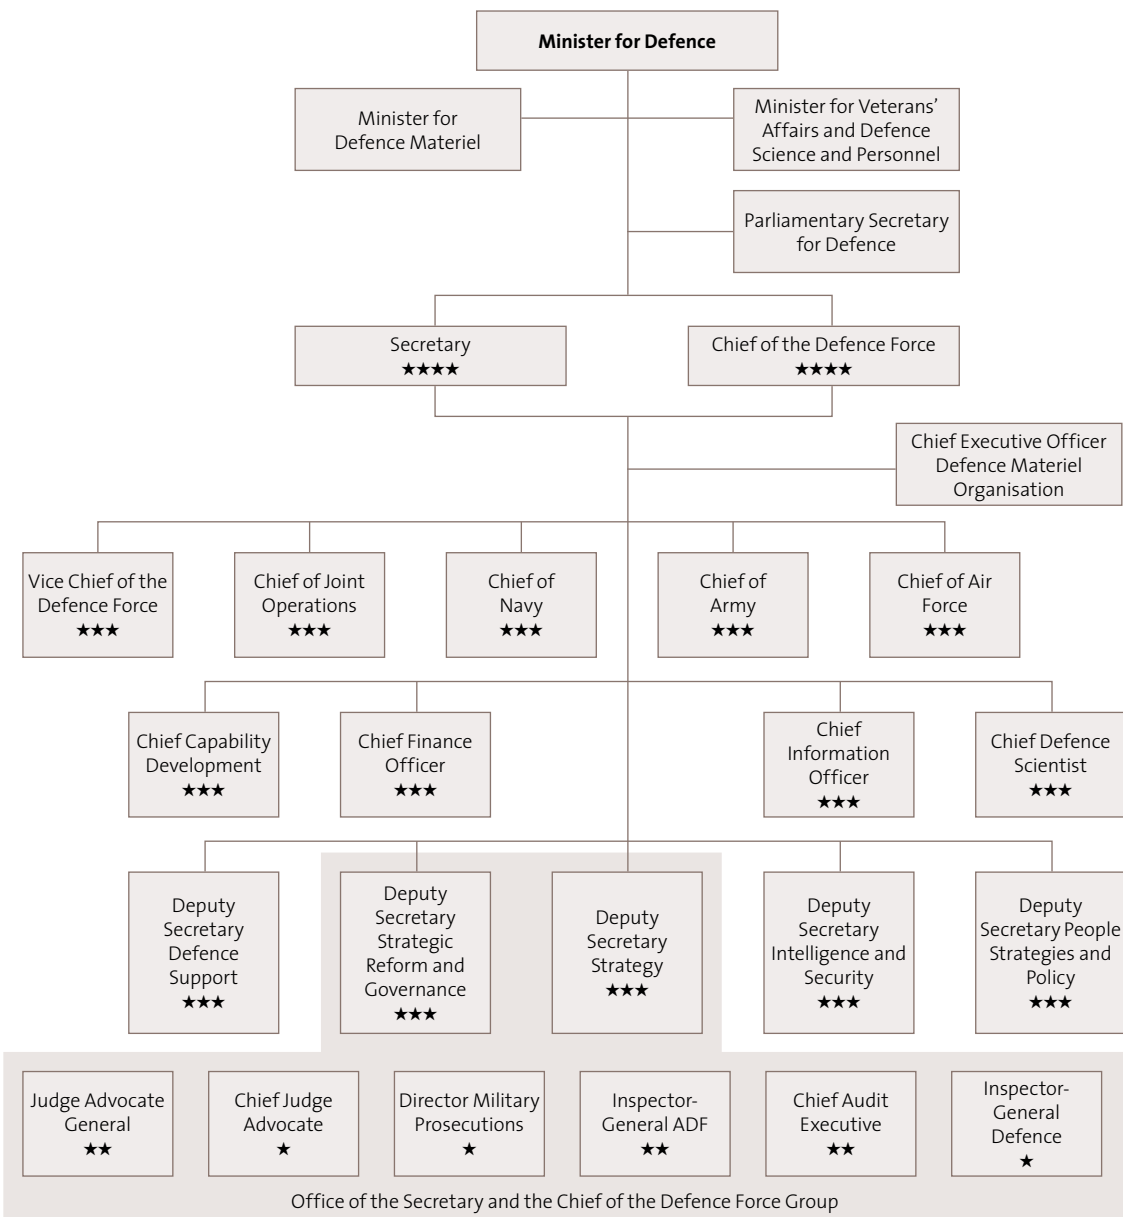 Minister for Defence
Minister for
Defence Materiel
Minister for Veterans’
Affairs and Defence
Science and Personnel
Parliamentary Secretary
for Defence
Secretary
★★★★
Chief of the Defence Force
★★★★
Chief Executive Officer
Defence Materiel
Organisation
Vice Chief of the
Defence Force
★★★
Chief of Joint
Operations
★★★
Chief of
Navy
★★★
Chief of
Army
★★★
Chief of Air
Force
★★★
Chief Capability
Development
★★★
Chief Finance
Officer
★★★
Chief
Information
Officer
★★★
Chief Defence
Scientist
★★★
Deputy
Secretary
Defence
Support
★★★
Deputy
Secretary
Strategic
Reform and
Governance
★★★
Deputy
Secretary
Strategy
★★★
Deputy
Secretary
Intelligence and
Security
★★★
Deputy
Secretary People
Strategies and
Policy
★★★
Judge Advocate
General
★★
Chief Judge
Advocate
★
Director Military
Prosecutions
★
Inspector-
General ADF
★★
Chief Audit
Executive
★★
Inspector-
General
Defence
★
Office of the Secretary and the Chief of the Defence Force Group